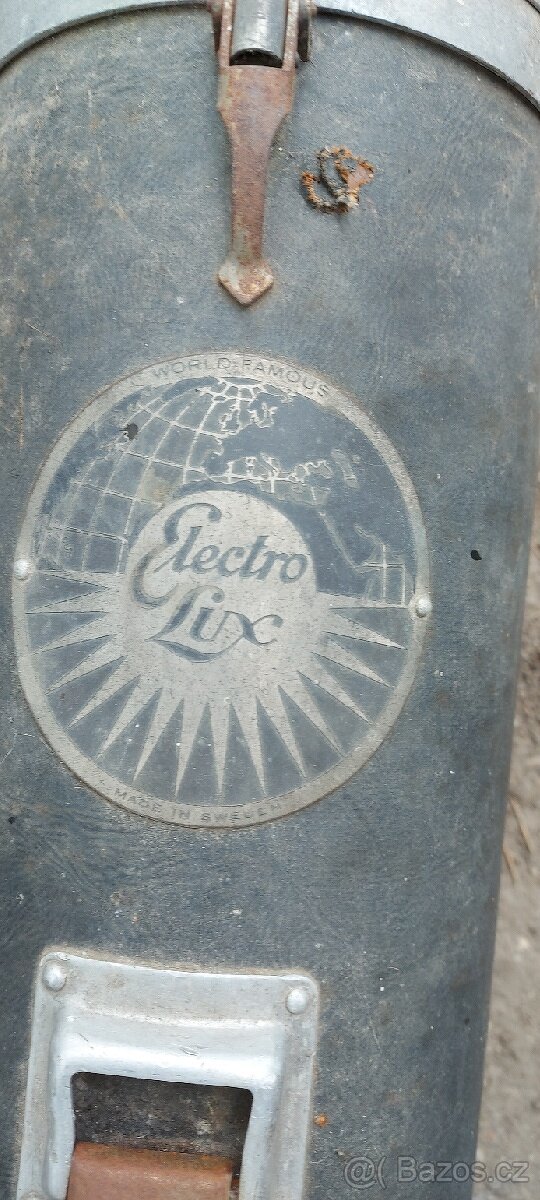 WORLD-FAMOUS
Electro
Lux
MADE IN SWEDEN
Bazos.cz